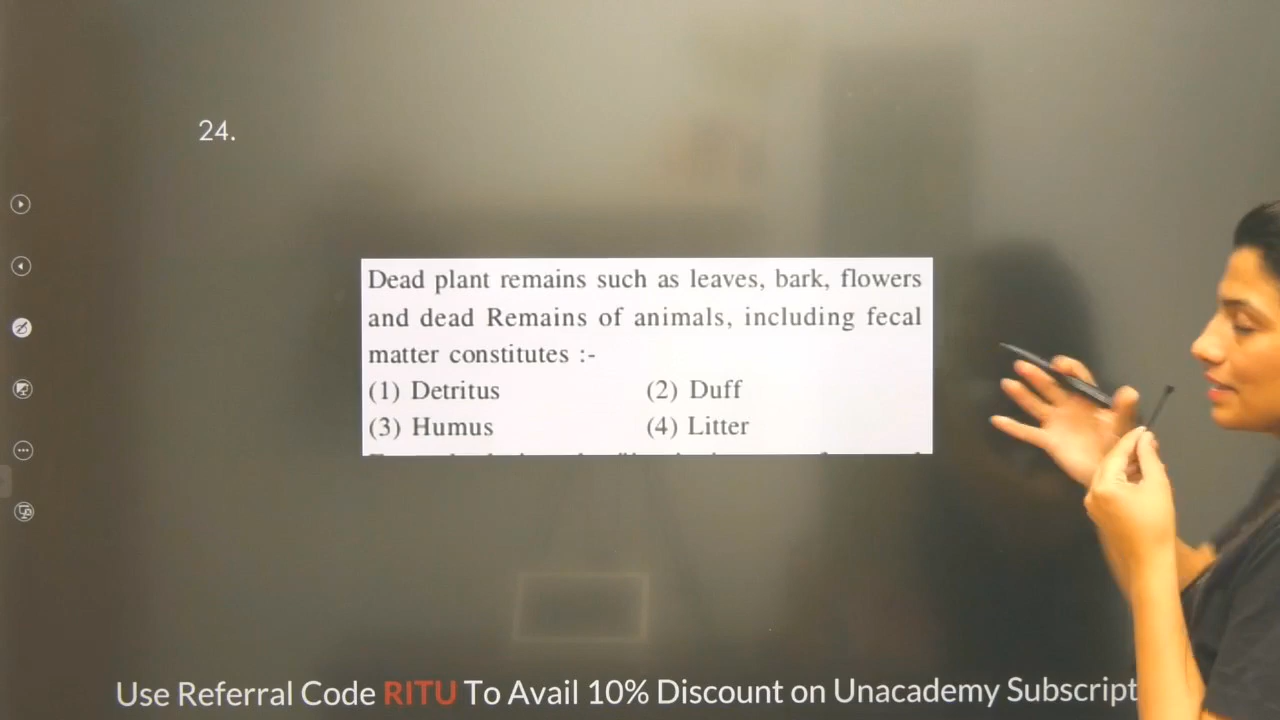 24.
Dead plant remains such as leaves, bark, flowers
and dead Remains of animals, including fecal
matter constitutes :-
(1) Detritus (2) Duff
(3) Humus (4) Litter
Use Referral Code RITU To Avail 10% Discount on Unacademy Subscript